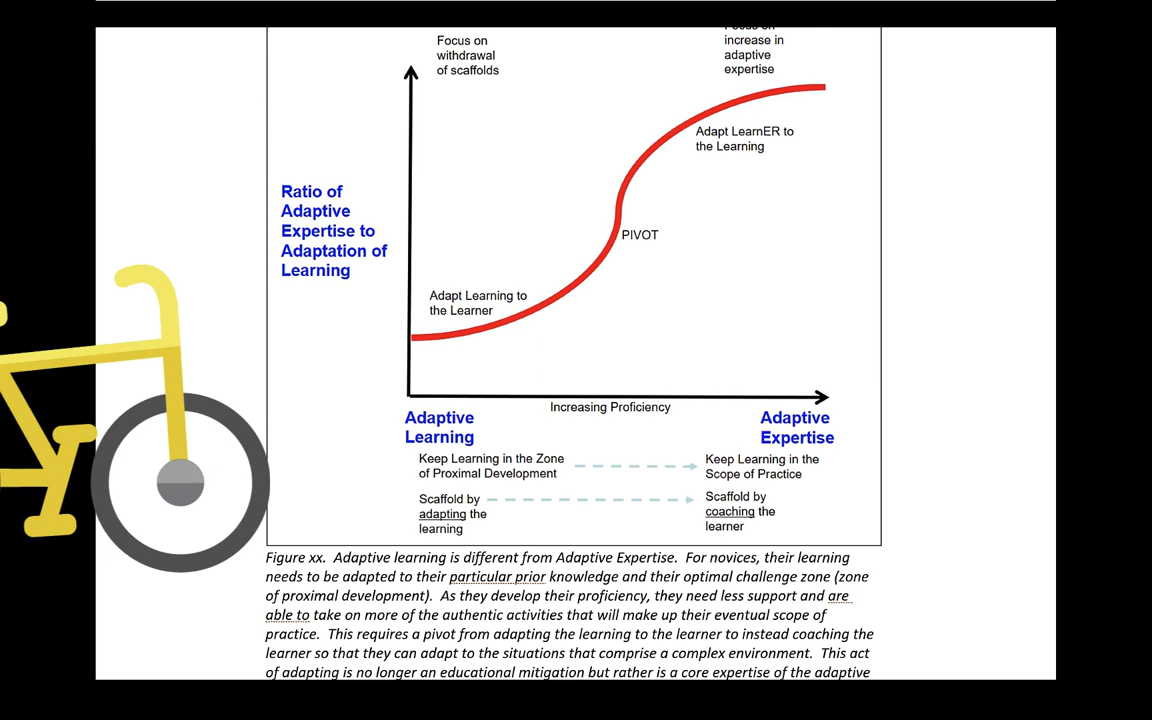 Focus on
withdrawal
of scaffolds
Focus on
increase in
adaptive
expertise
Adapt LearnER to
the Learning
Ratio of
Adaptive
Expertise to
Adaptation of
Learning
PIVOT
Adapt Learning to
the Learner
Increasing Proficiency
Adaptive
Learning
Adaptive
Expertise
Keep Learning in the Zone
of Proximal Development
Keep Learning in the
Scope of Practice
Scaffold by
adapting the
learning
Scaffold by
coaching the
learner
Figure xx. Adaptive learning is different from Adaptive Expertise. For novices, their learning
needs to be adapted to their particular prior knowledge and their optimal challenge zone (zone
of proximal development). As they develop their proficiency, they need less support and are
able to take on more of the authentic activities that will make up their eventual scope of
practice. This requires a pivot from adapting the learning to the learner to instead coaching the
learner so that they can adapt to the situations that comprise a complex environment. This act
of adapting is no longer an educational mitigation but rather is a core expertise of the adaptive